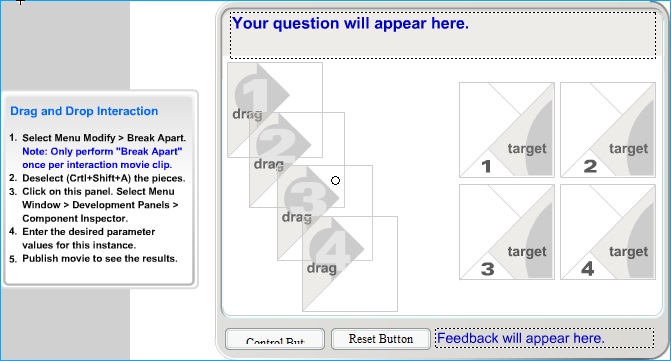 Your question will appear here.
Drag and Drop Interaction
1. Select Menu Modify > Break Apart.
Note: Only perform "Break Apart"
once per interaction movie clip.
2. Deselect (Crtl+Shift+A) the pieces.
3. Click on this panel. Select Menu
Window > Development Panels >
Component Inspector.
4. Enter the desired parameter
values for this instance.
5. Publish movie to see the results.
1
drag
2
drag
3
drag
4
drag
1 target
2 target
3 target
4 target
Control But
Reset Button
Feedback will appear here.